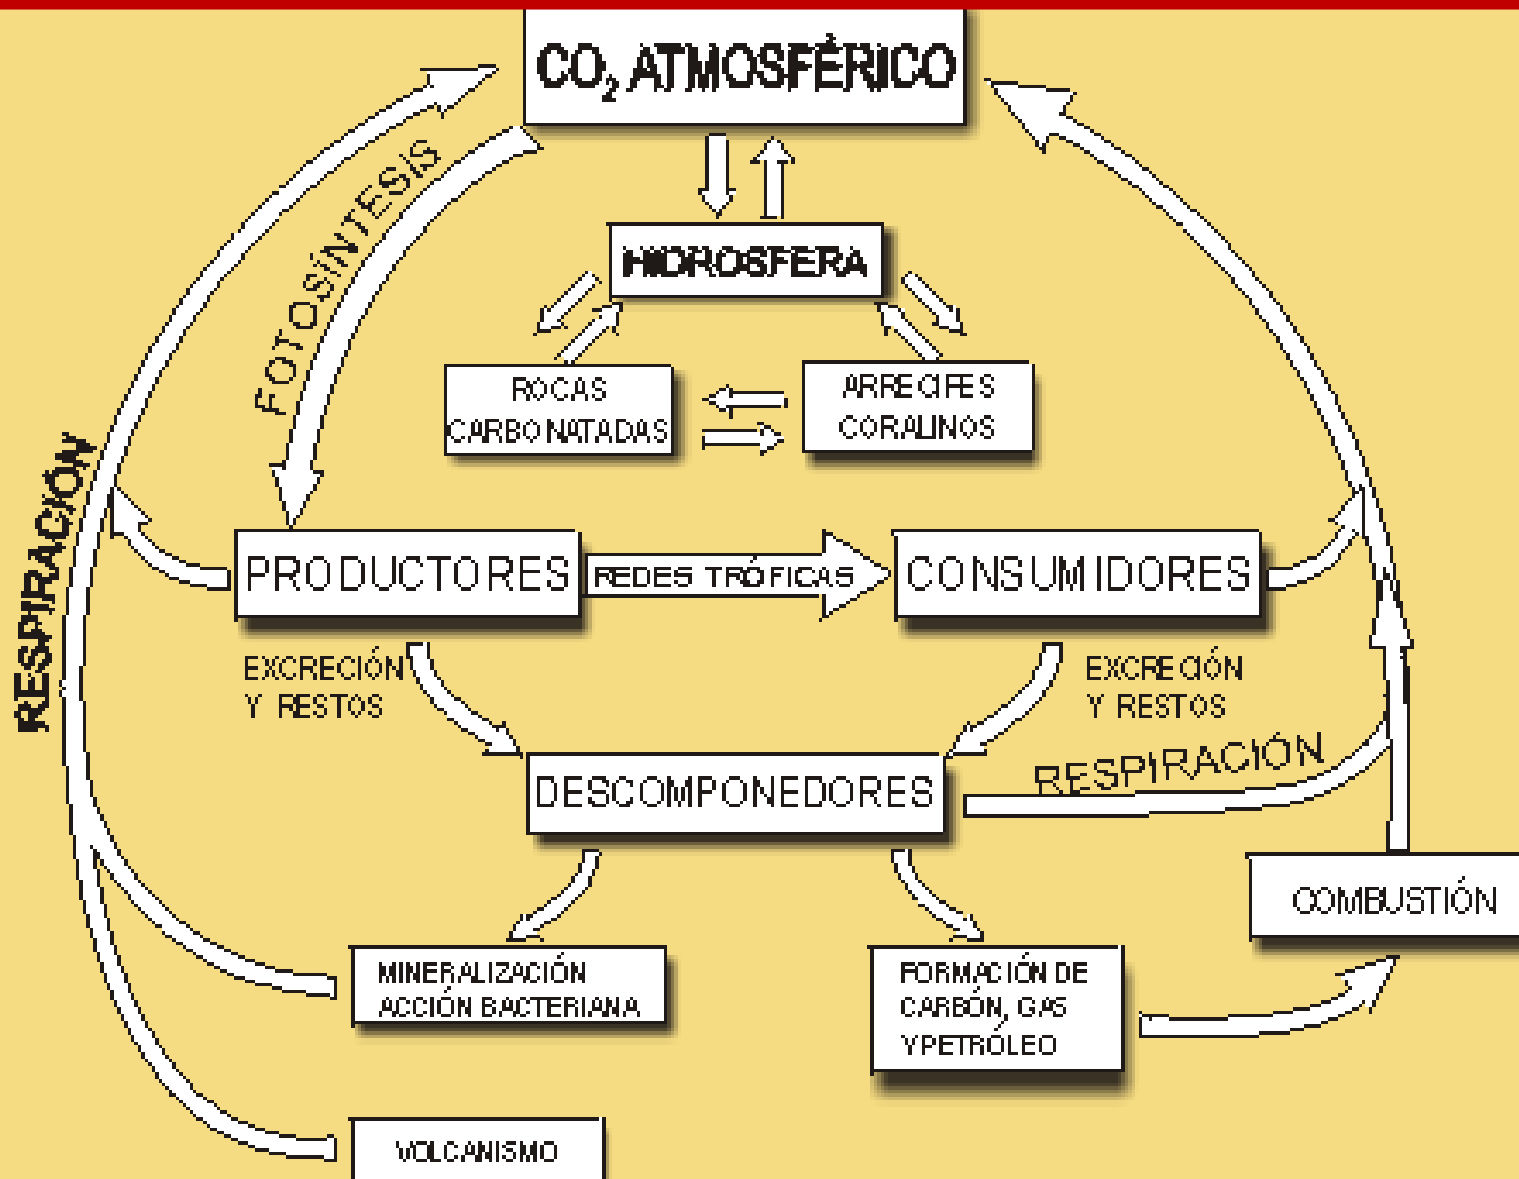 CO₂ ATMOSFÉRICO
FOTOSÍNTESIS
HIDROSFERA
ROCAS
CARBONATADAS
ARRECIFES
CORALINOS
RESPIRACIÓN
PRODUCTORES
REDES TRÓFICAS
CONSUMIDORES
EXCRECIÓN
Y RESTOS
EXCRECIÓN
Y RESTOS
DESCOMPONEDORES
RESPIRACIÓN
COMBUSTIÓN
MINERALIZACIÓN
ACCIÓN BACTERIANA
FORMACIÓN DE
CARBÓN, GAS
Y PETRÓLEO
VOLCANISMO